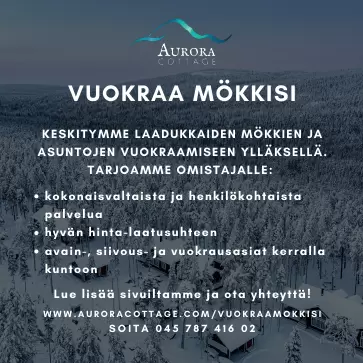 AURORA
COTTAGE
VUOKRAA MÖKKISI
KESKITYMME LAADUKKAIDEN MÖKKIEN JA
ASUNTOJEN VUOKRAAMISEEN YLLÄKSELLÄ.
TARJOAMME OMISTAJALLE:
• kokonaisvaltaista ja henkilökohtaista
palvelua
• hyvän hinta-laatusuhteen
• avain-, siivous- ja vuokrausasiat kerralla
kuntoon
Lue lisää sivuiltamme ja ota yhteyttä!
WWW.AURORACOTTAGE.COM/VUOKRAAMOKKISI
SOITA 045 787 416 02